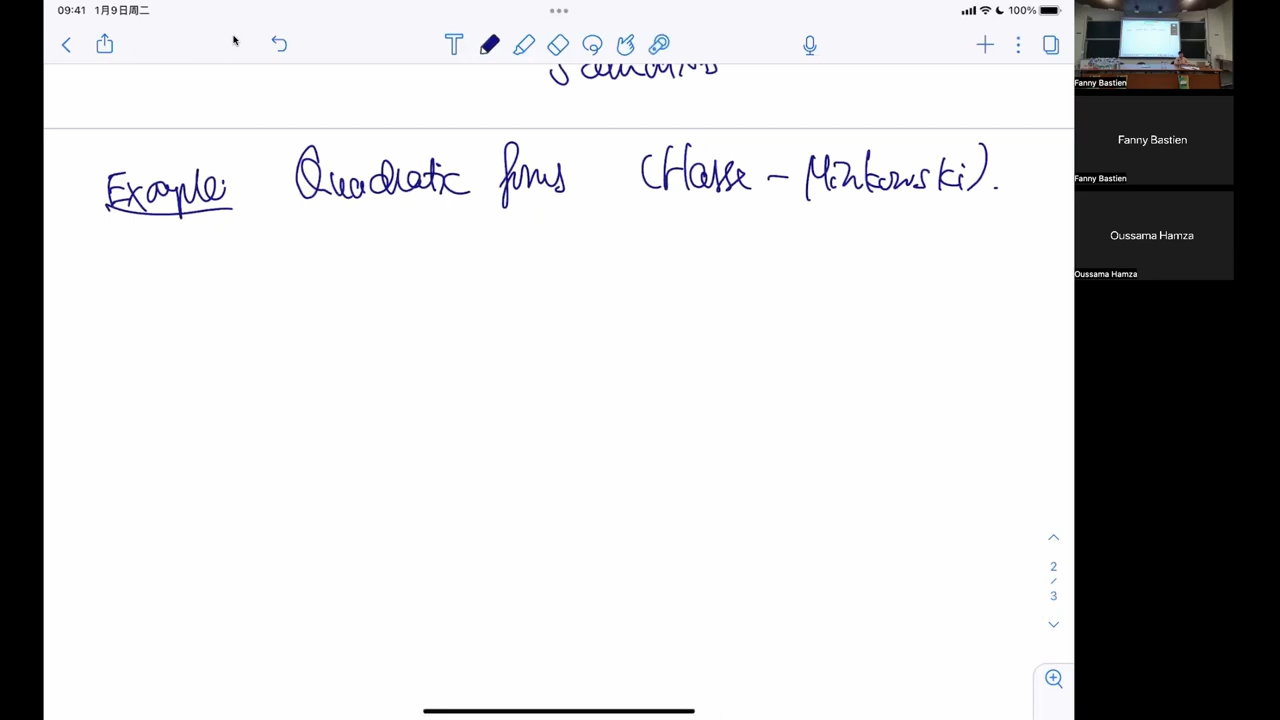 09:41 1月9日周二
100%
Example: Quadratic forms (Hasse - Minkowski).
2
/
3
Fanny Bastien
Fanny Bastien
Fanny Bastien
Oussama Hamza
Oussama Hamza